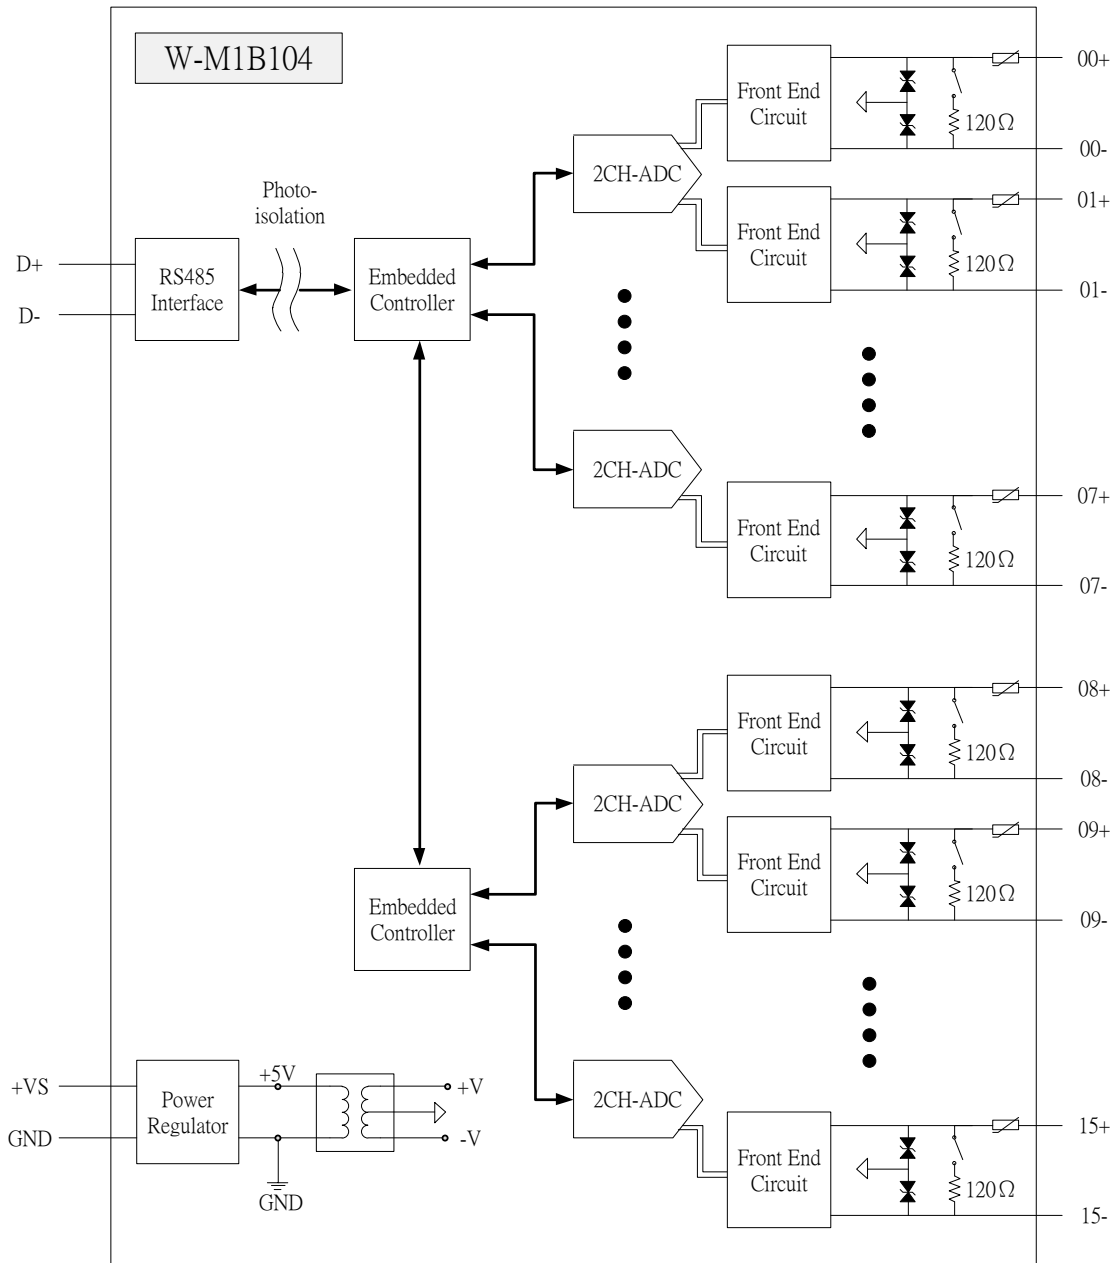 W-M1B104
Photo-
isolation
D+
D-
RS485
Interface
Embedded
Controller
2CH-ADC
Front End
Circuit
120Ω
00+
00-
Front End
Circuit
120Ω
01+
01-
2CH-ADC
Front End
Circuit
120Ω
07+
07-
Embedded
Controller
2CH-ADC
Front End
Circuit
120Ω
08+
08-
Front End
Circuit
120Ω
09+
09-
2CH-ADC
Front End
Circuit
120Ω
15+
15-
+VS
GND
Power
Regulator
+5V
GND
+V
-V